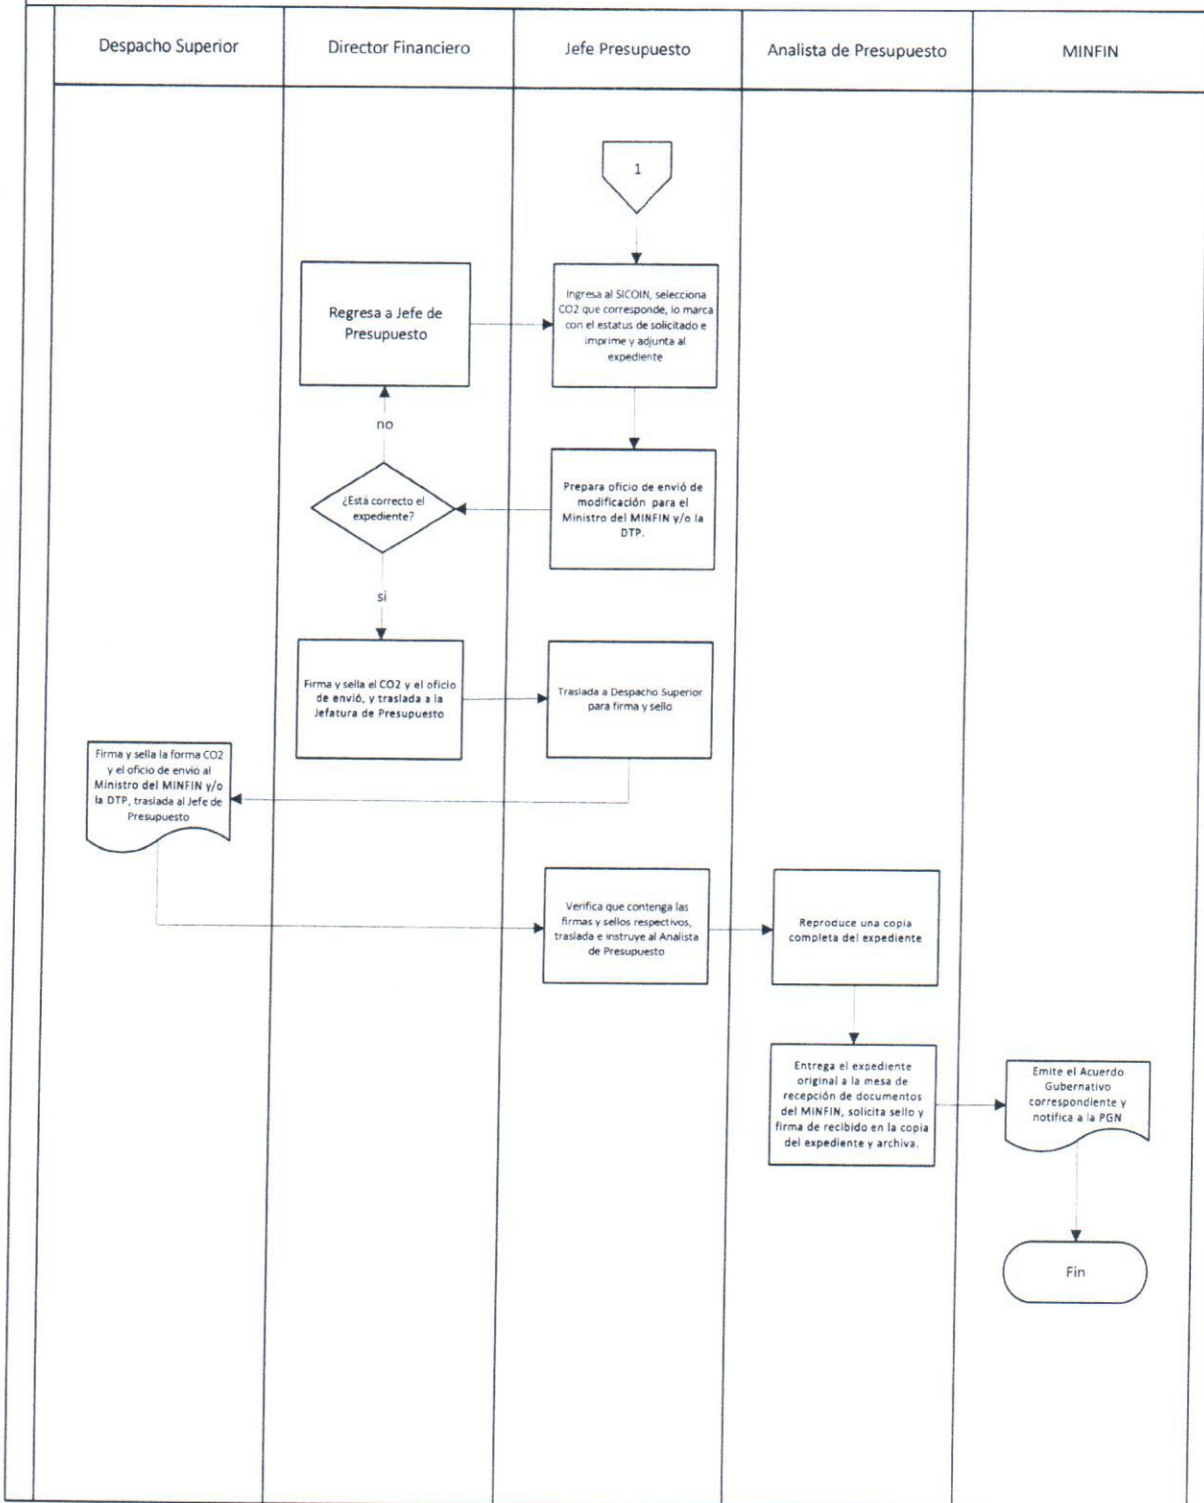 Despacho Superior
Director Financiero
Jefe Presupuesto
Analista de Presupuesto
MINFIN
1
Regresa a Jefe de
Presupuesto
Ingresa al SICOIN, selecciona
CO2 que corresponde, lo marca
con el estatus de solicitado e
imprime y adjunta al
expediente
no
¿Está correcto el
expediente?
Prepara oficio de envió de
modificación para el
Ministro del MINFIN y/o la
DTP.
si
Firma y sella el CO2 y el oficio
de envió, y traslada a la
Jefatura de Presupuesto
Traslada a Despacho Superior
para firma y sello
Firma y sella la forma CO2
y el oficio de envió al
Ministro del MINFIN y/o
la DTP, traslada al Jefe de
Presupuesto
Verifica que contenga las
firmas y sellos respectivos,
traslada e instruye al Analista
de Presupuesto
Reproduce una copia
completa del expediente
Entrega el expediente
original a la mesa de
recepción de documentos
del MINFIN, solicita sello y
firma de recibido en la copia
del expediente y archiva.
Emite el Acuerdo
Gubernativo
correspondiente y
notifica a la PGN
Fin